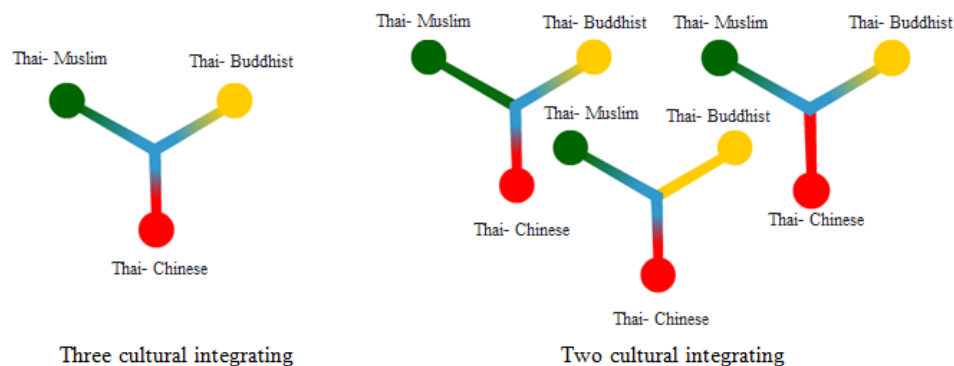 Thai- Muslim
Thai- Buddhist
Thai- Chinese
Three cultural integrating
Thai- Muslim
Thai- Buddhist
Thai- Chinese
Thai- Muslim
Thai- Buddhist
Thai- Chinese
Thai- Muslim
Thai- Buddhist
Thai- Chinese
Two cultural integrating